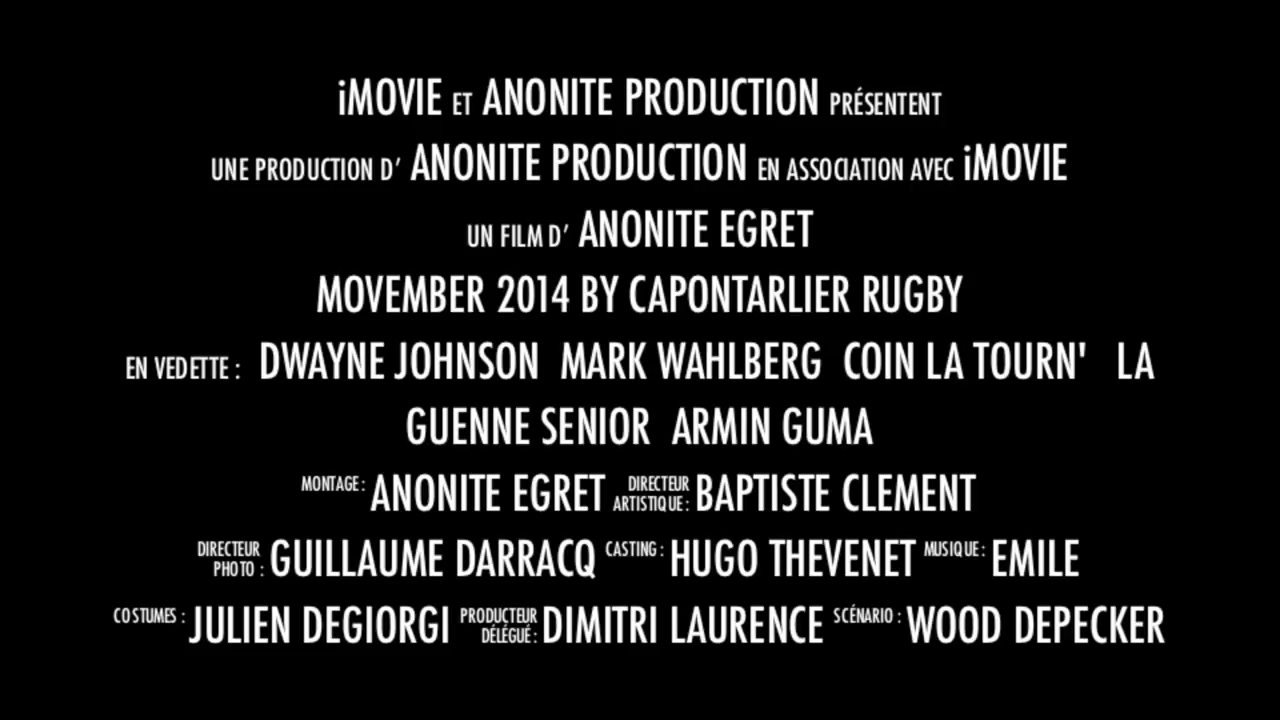 iMOVIE ET ANONITE PRODUCTION PRÉSENTENT
UNE PRODUCTION D’ ANONITE PRODUCTION EN ASSOCIATION AVEC iMOVIE
UN FILM D’ ANONITE EGRET
MOVEMBER 2014 BY CAPONTARLIER RUGBY
EN VEDETTE : DWAYNE JOHNSON MARK WAHLBERG COIN LA TOURN' LA
GUENNE SENIOR ARMIN GUMA
MONTAGE : ANONITE EGRET DIRECTEUR ARTISTIQUE : BAPTISTE CLEMENT
DIRECTEUR PHOTO : GUILLAUME DARRACQ CASTING : HUGO THEVENET MUSIQUE : EMILE
COSTUMES : JULIEN DEGIORGI PRODUCTEUR DÉLÉGUÉ : DIMITRI LAURENCE SCÉNARIO : WOOD DEPECKER